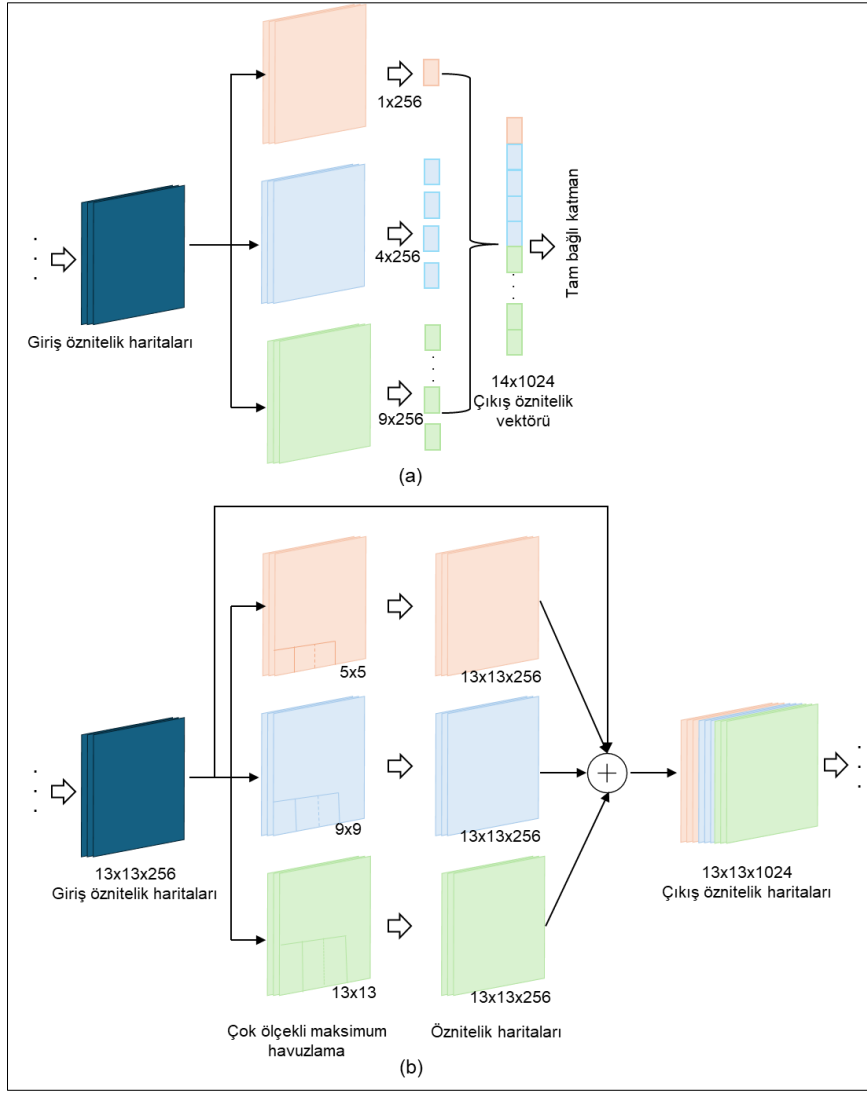 1x256
4x256
Tam bağlı katman
Giriş öznitelik haritaları
9x256
14x1024
Çıkış öznitelik
vektörü
(a)
5x5
13x13x256
9x9
13x13x256
13x13x256
Giriş öznitelik haritaları
13x13x1024
Çıkış öznitelik haritaları
13x13
13x13x256
Çok ölçekli maksimum
havuzlama
Öznitelik haritaları
(b)